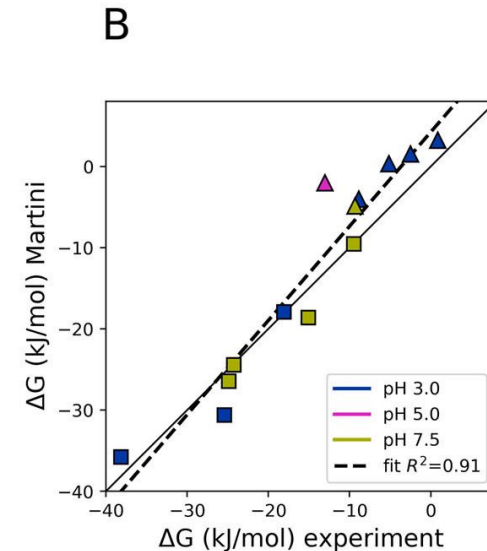 B
ΔG (kJ/mol) Martini
0
−10
−20
−30
−40
pH 3.0
pH 5.0
pH 7.5
fit R²=0.91
−40 −30 −20 −10 0
ΔG (kJ/mol) experiment